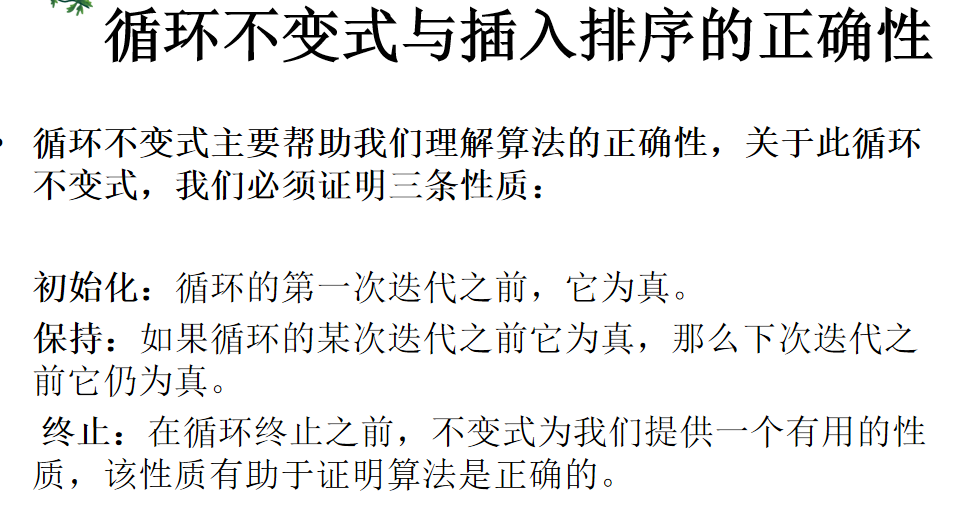 循环不变式与插入排序的正确性
• 循环不变式主要帮助我们理解算法的正确性，关于此循环
不变式，我们必须证明三条性质：
初始化：循环的第一次迭代之前，它为真。
保持：如果循环的某次迭代之前它为真，那么下次迭代之
前它仍为真。
终止：在循环终止之前，不变式为我们提供一个有用的性
质，该性质有助于证明算法是正确的。